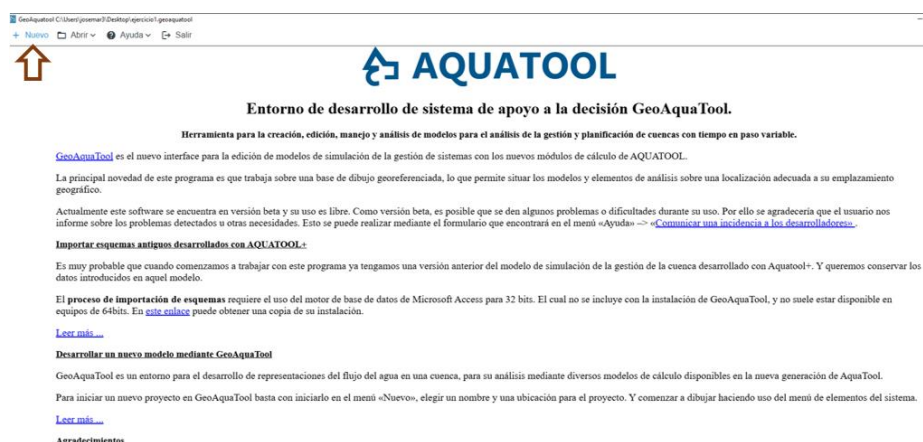 GeoAquatool C:\Users\josemar3\Desktop\ejercicio1.geoaquatool
+ Nuevo Abrir Ayuda Salir
AQUATOOL
Entorno de desarrollo de sistema de apoyo a la decisión GeoAquaTool.
Herramienta para la creación, edición, manejo y análisis de modelos para el análisis de la gestión y planificación de cuencas con tiempo en paso variable.
GeoAquaTool es el nuevo interface para la edición de modelos de simulación de la gestión de sistemas con los nuevos módulos de cálculo de AQUATOOL.
La principal novedad de este programa es que trabaja sobre una base de dibujo georeferenciada, lo que permite situar los modelos y elementos de análisis sobre una localización adecuada a su emplazamiento
geográfico.
Actualmente este software se encuentra en versión beta y su uso es libre. Como versión beta, es posible que se den algunos problemas o dificultades durante su uso. Por ello se agradecería que el usuario nos
informe sobre los problemas detectados u otras necesidades. Esto se puede realizar mediante el formulario que encontrará en el menú «Ayuda» –> «Comunicar una incidencia a los desarrolladores» .
Importar esquemas antiguos desarrollados con AQUATOOL+
Es muy probable que cuando comenzamos a trabajar con este programa ya tengamos una versión anterior del modelo de simulación de la gestión de la cuenca desarrollado con Aquatool+. Y queremos conservar los
datos introducidos en aquel modelo.
El proceso de importación de esquemas requiere el uso del motor de base de datos de Microsoft Access para 32 bits. El cual no se incluye con la instalación de GeoAquaTool, y no suele estar disponible en
equipos de 64bits. En este enlace puede obtener una copia de su instalación.
Leer más ...
Desarrollar un nuevo modelo mediante GeoAquaTool
GeoAquaTool es un entorno para el desarrollo de representaciones del flujo del agua en una cuenca, para su análisis mediante diversos modelos de cálculo disponibles en la nueva generación de AquaTool.
Para iniciar un nuevo proyecto en GeoAquaTool basta con iniciarlo en el menú «Nuevo», elegir un nombre y una ubicación para el proyecto. Y comenzar a dibujar haciendo uso del menú de elementos del sistema.
Leer más ...
Agradecimientos